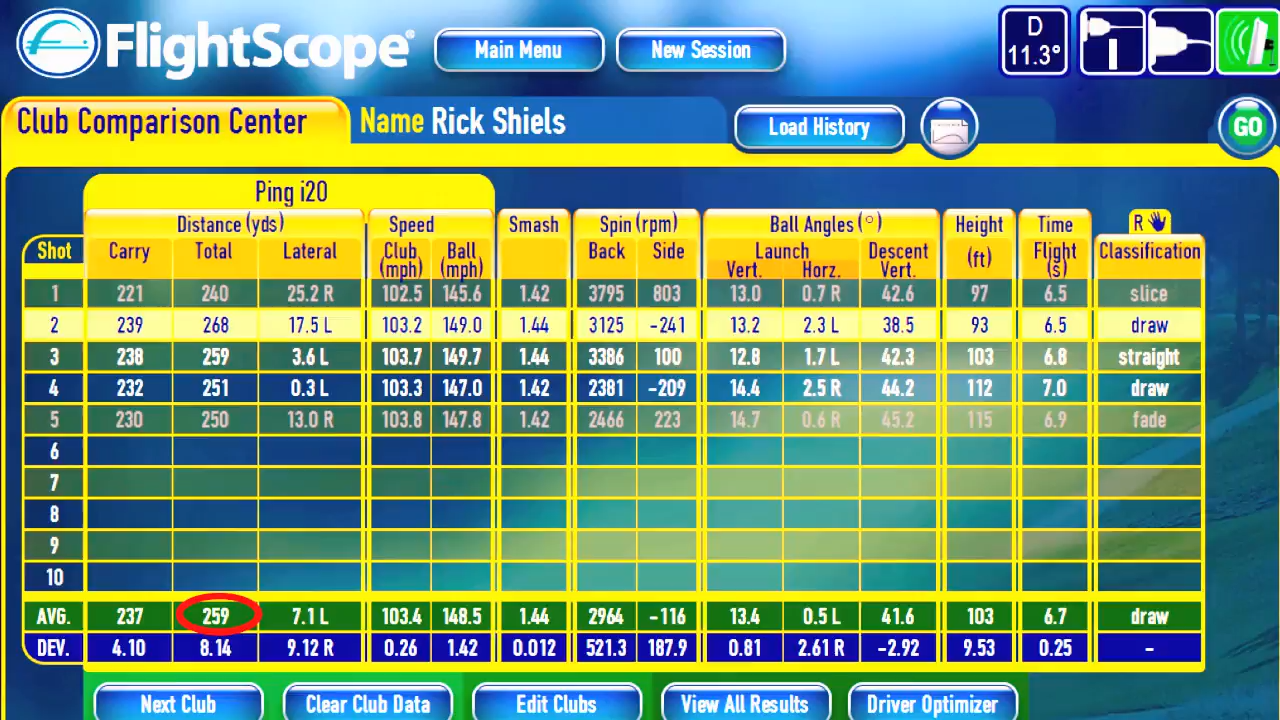 FlightScope®
Main Menu
New Session
D
11.3°
Club Comparison Center
Name Rick Shiels
Load History
GO
Ping i20
Distance (yds) Speed Smash Spin (rpm) Ball Angles (°) Height Time R
Shot Carry Total Lateral Club (mph) Ball (mph) Back Side Launch Vert. Horz. Descent Vert. (ft) Flight (s) Classification
1 221 240 25.2 R 102.5 145.6 1.42 3795 803 13.0 0.7 R 42.6 97 6.5 slice
2 239 268 17.5 L 103.2 149.0 1.44 3125 -241 13.2 2.3 L 38.5 93 6.5 draw
3 238 259 3.6 L 103.7 149.7 1.44 3386 100 12.8 1.7 L 42.3 103 6.8 straight
4 232 251 0.3 L 103.3 147.0 1.42 2381 -209 14.4 2.5 R 44.2 112 7.0 draw
5 230 250 13.0 R 103.8 147.8 1.42 2466 223 14.7 0.6 R 45.2 115 6.9 fade
6
7
8
9
10
AVG. 237 259 7.1 L 103.4 148.5 1.44 2964 -116 13.4 0.5 L 41.6 103 6.7 draw
DEV. 4.10 8.14 9.12 R 0.26 1.42 0.012 521.3 187.9 0.81 2.61 R -2.92 9.53 0.25 -
Next Club
Clear Club Data
Edit Clubs
View All Results
Driver Optimizer